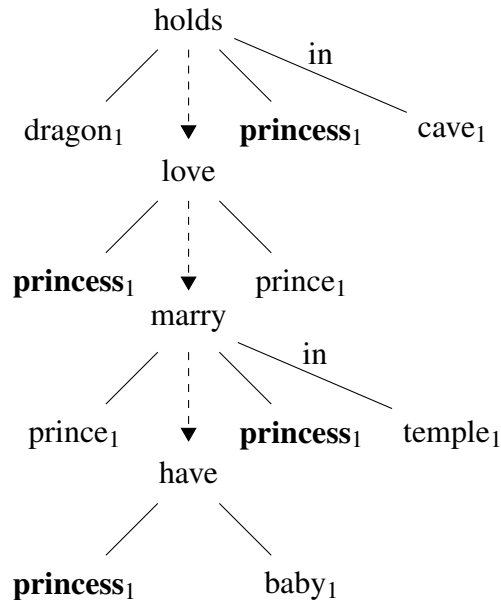 holds
in
dragon₁ princess₁ cave₁
love
princess₁ prince₁
marry
in
prince₁ princess₁ temple₁
have
princess₁ baby₁